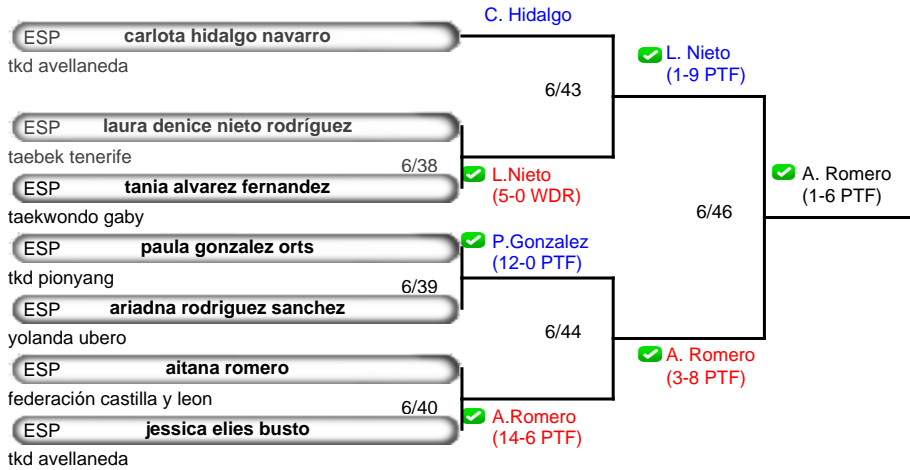 C. Hidalgo
ESP carlota hidalgo navarro
tkd avellaneda
L. Nieto
(1-9 PTF)
6/43
ESP laura denice nieto rodríguez
taebek tenerife
6/38
ESP tania alvarez fernandez
taekwondo gaby
L.Nieto
(5-0 WDR)
A. Romero
(1-6 PTF)
6/46
ESP paula gonzalez orts
tkd pionyang
P.Gonzalez
(12-0 PTF)
6/39
ESP ariadna rodriguez sanchez
yolanda ubero
6/44
ESP aitana romero
federación castilla y leon
A. Romero
(3-8 PTF)
6/40
ESP jessica elies busto
tkd avellaneda
A.Romero
(14-6 PTF)